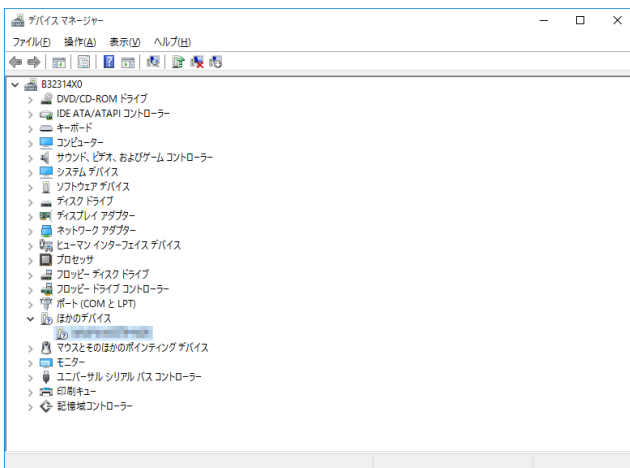 デバイス マネージャー
ファイル(F) 操作(A) 表示(V) ヘルプ(H)
B32314X0
DVD/CD-ROM ドライブ
IDE ATA/ATAPI コントローラー
キーボード
コンピューター
サウンド、ビデオ、およびゲーム コントローラー
システム デバイス
ソフトウェア デバイス
ディスク ドライブ
ディスプレイ アダプター
ネットワーク アダプター
ヒューマン インターフェイス デバイス
プロセッサ
フロッピー ディスク ドライブ
フロッピー ドライブ コントローラー
ポート (COM と LPT)
ほかのデバイス
マウスとそのほかのポインティング デバイス
モニター
ユニバーサル シリアル バス コントローラー
印刷キュー
記憶域コントローラー